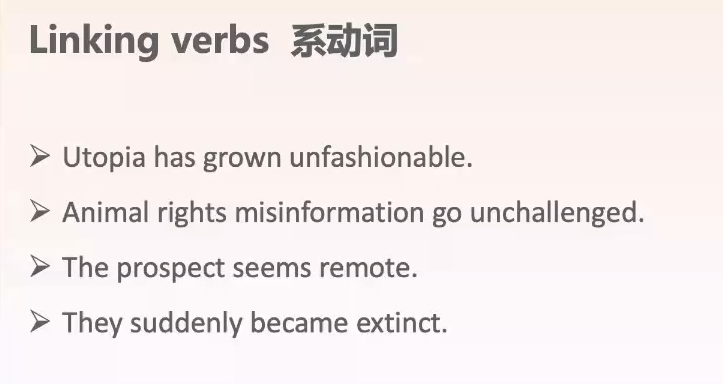 Linking verbs 系动词
➢ Utopia has grown unfashionable.
➢ Animal rights misinformation go unchallenged.
➢ The prospect seems remote.
➢ They suddenly became extinct.